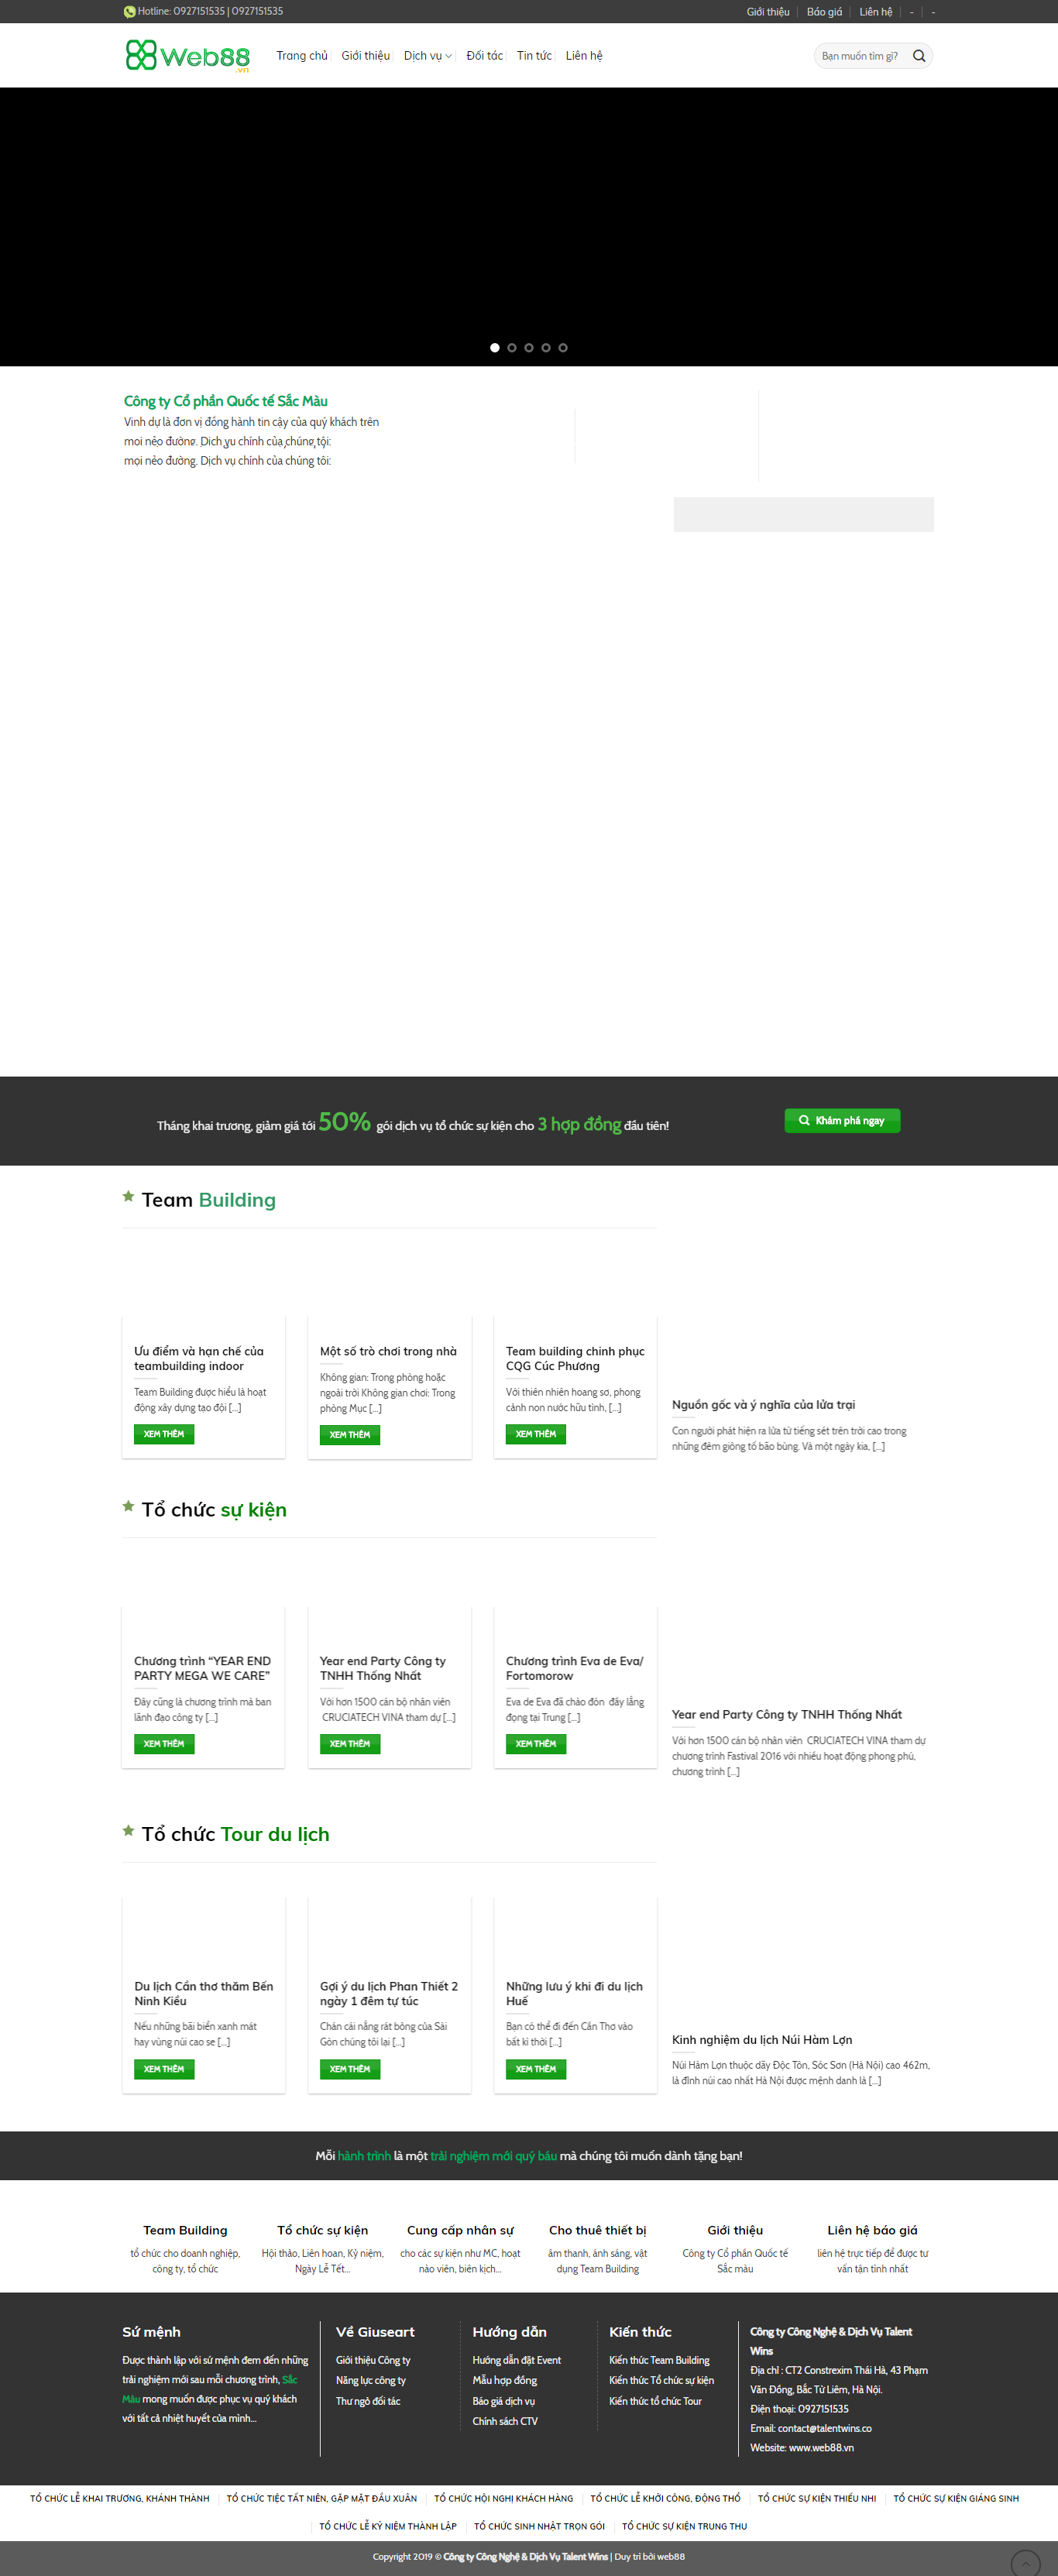 Hotline: 0927151535 | 0927151535
Giới thiệu
Báo giá
Liên hệ
-
-
Web88
.vn
Trang chủ
Giới thiệu
Dịch vụ
Đối tác
Tin tức
Liên hệ
Bạn muốn tìm gì?
Công ty Cổ phần Quốc tế Sắc Màu
Vinh dự là đơn vị đồng hành tin cậy của quý khách trên
mọi nẻo đường. Dịch vụ chính của chúng tôi:
mọi nẻo đường. Dịch vụ chính của chúng tôi:
Tháng khai trương, giảm giá tới 50% gói dịch vụ tổ chức sự kiện cho 3 hợp đồng đầu tiên!
Khám phá ngay
Team Building
Ưu điểm và hạn chế của
teambuilding indoor
Team Building được hiểu là hoạt
động xây dựng tạo đội [...]
XEM THÊM
Một số trò chơi trong nhà
Không gian: Trong phòng hoặc
ngoài trời Không gian chơi: Trong
phòng Mục [...]
XEM THÊM
Team building chinh phục
CQG Cúc Phương
Với thiên nhiên hoang sơ, phong
cảnh non nước hữu tình, [...]
XEM THÊM
Nguồn gốc và ý nghĩa của lửa trại
Con người phát hiện ra lửa từ tiếng sét trên trời cao trong
những đêm giông tố bão bùng. Và một ngày kia, [...]
Tổ chức sự kiện
Chương trình “YEAR END
PARTY MEGA WE CARE”
Đây cũng là chương trình mà ban
lãnh đạo công ty [...]
XEM THÊM
Year end Party Công ty
TNHH Thống Nhất
Với hơn 1500 cán bộ nhân viên
CRUCIATECH VINA tham dự [...]
XEM THÊM
Chương trình Eva de Eva/
Fortomorow
Eva de Eva đã chào đón đầy lắng
đọng tại Trung [...]
XEM THÊM
Year end Party Công ty TNHH Thống Nhất
Với hơn 1500 cán bộ nhân viên CRUCIATECH VINA tham dự
chương trình Fastival 2016 với nhiều hoạt động phong phú,
chương trình [...]
Tổ chức Tour du lịch
Du lịch Cần thơ thăm Bến
Ninh Kiều
Nếu những bãi biển xanh mát
hay vùng núi cao se [...]
XEM THÊM
Gợi ý du lịch Phan Thiết 2
ngày 1 đêm tự túc
Chán cái nắng rát bỏng của Sài
Gòn chúng tôi lại [...]
XEM THÊM
Những lưu ý khi đi du lịch
Huế
Bạn có thể đi đến Cần Thơ vào
bất kì thời [...]
XEM THÊM
Kinh nghiệm du lịch Núi Hàm Lợn
Núi Hàm Lợn thuộc dãy Độc Tôn, Sóc Sơn (Hà Nội) cao 462m,
là đỉnh núi cao nhất Hà Nội được mệnh danh là [...]
Mỗi hành trình là một trải nghiệm mới quý báu mà chúng tôi muốn dành tặng bạn!
Team Building
tổ chức cho doanh nghiệp,
công ty, tổ chức
Tổ chức sự kiện
Hội thảo, Liên hoan, Kỷ niệm,
Ngày Lễ Tết...
Cung cấp nhân sự
cho các sự kiện như MC, hoạt
náo viên, biên kịch...
Cho thuê thiết bị
âm thanh, ánh sáng, vật
dụng Team Building
Giới thiệu
Công ty Cổ phần Quốc tế
Sắc màu
Liên hệ báo giá
liên hệ trực tiếp để được tư
vấn tận tình nhất
Sứ mệnh
Được thành lập với sứ mệnh đem đến những
trải nghiệm mới sau mỗi chương trình, Sắc
Màu mong muốn được phục vụ quý khách
với tất cả nhiệt huyết của mình...
Về Giuseart
Giới thiệu Công ty
Năng lực công ty
Thư ngỏ đối tác
Hướng dẫn
Hướng dẫn đặt Event
Mẫu hợp đồng
Báo giá dịch vụ
Chính sách CTV
Kiến thức
Kiến thức Team Building
Kiến thức Tổ chức sự kiện
Kiến thức tổ chức Tour
Công ty Công Nghệ & Dịch Vụ Talent
Wins
Địa chỉ : CT2 Constrexim Thái Hà, 43 Phạm
Văn Đồng, Bắc Từ Liêm, Hà Nội.
Điện thoại: 0927151535
Email: contact@talentwins.co
Website: www.web88.vn
TỔ CHỨC LỄ KHAI TRƯƠNG, KHÁNH THÀNH
TỔ CHỨC TIỆC TẤT NIÊN, GẶP MẶT ĐẦU XUÂN
TỔ CHỨC HỘI NGHỊ KHÁCH HÀNG
TỔ CHỨC LỄ KHỞI CÔNG, ĐỘNG THỔ
TỔ CHỨC SỰ KIỆN THIẾU NHI
TỔ CHỨC SỰ KIỆN GIÁNG SINH
TỔ CHỨC LỄ KỶ NIỆM THÀNH LẬP
TỔ CHỨC SINH NHẬT TRỌN GÓI
TỔ CHỨC SỰ KIỆN TRUNG THU
Copyright 2019 © Công ty Công Nghệ & Dịch Vụ Talent Wins | Duy trì bởi web88